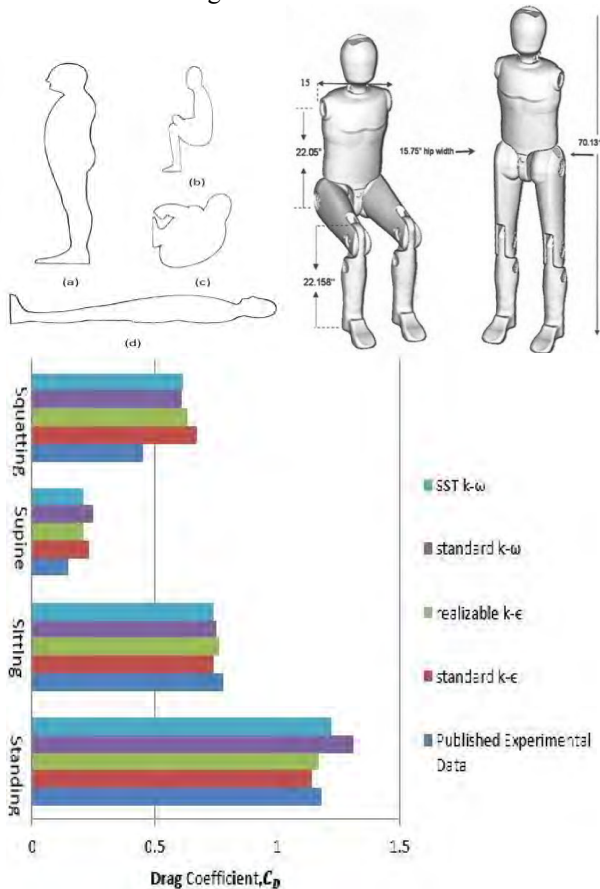 (a)
(b)
(c)
(d)
15
22.05"
22.158"
15.75" hip width
70.13"
Squatting
Supine
Sitting
Standing
0
0.5
1
1.5
Drag Coefficient, C_D
SST k-ω
standard k-ω
realizable k-ϵ
standard k-ϵ
Published Experimental
Data